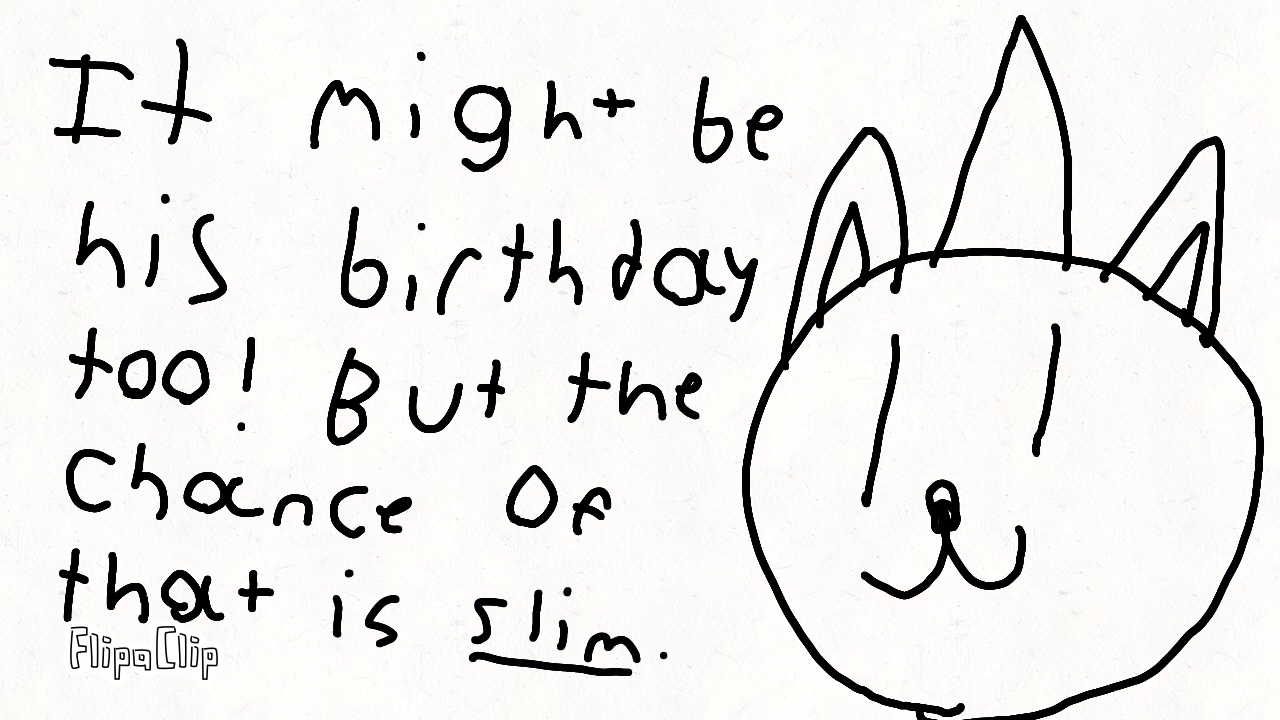 It might be
his birthday
too! But the
Chance Of
that is slim.
FlipaClip